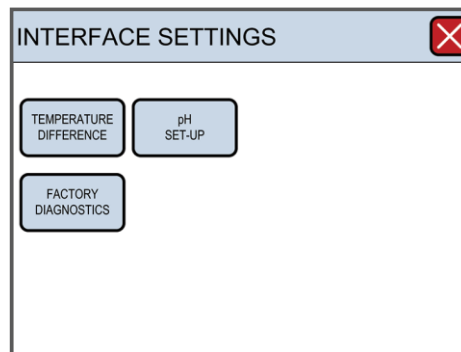 INTERFACE SETTINGS
TEMPERATURE
DIFFERENCE
pH
SET-UP
FACTORY
DIAGNOSTICS